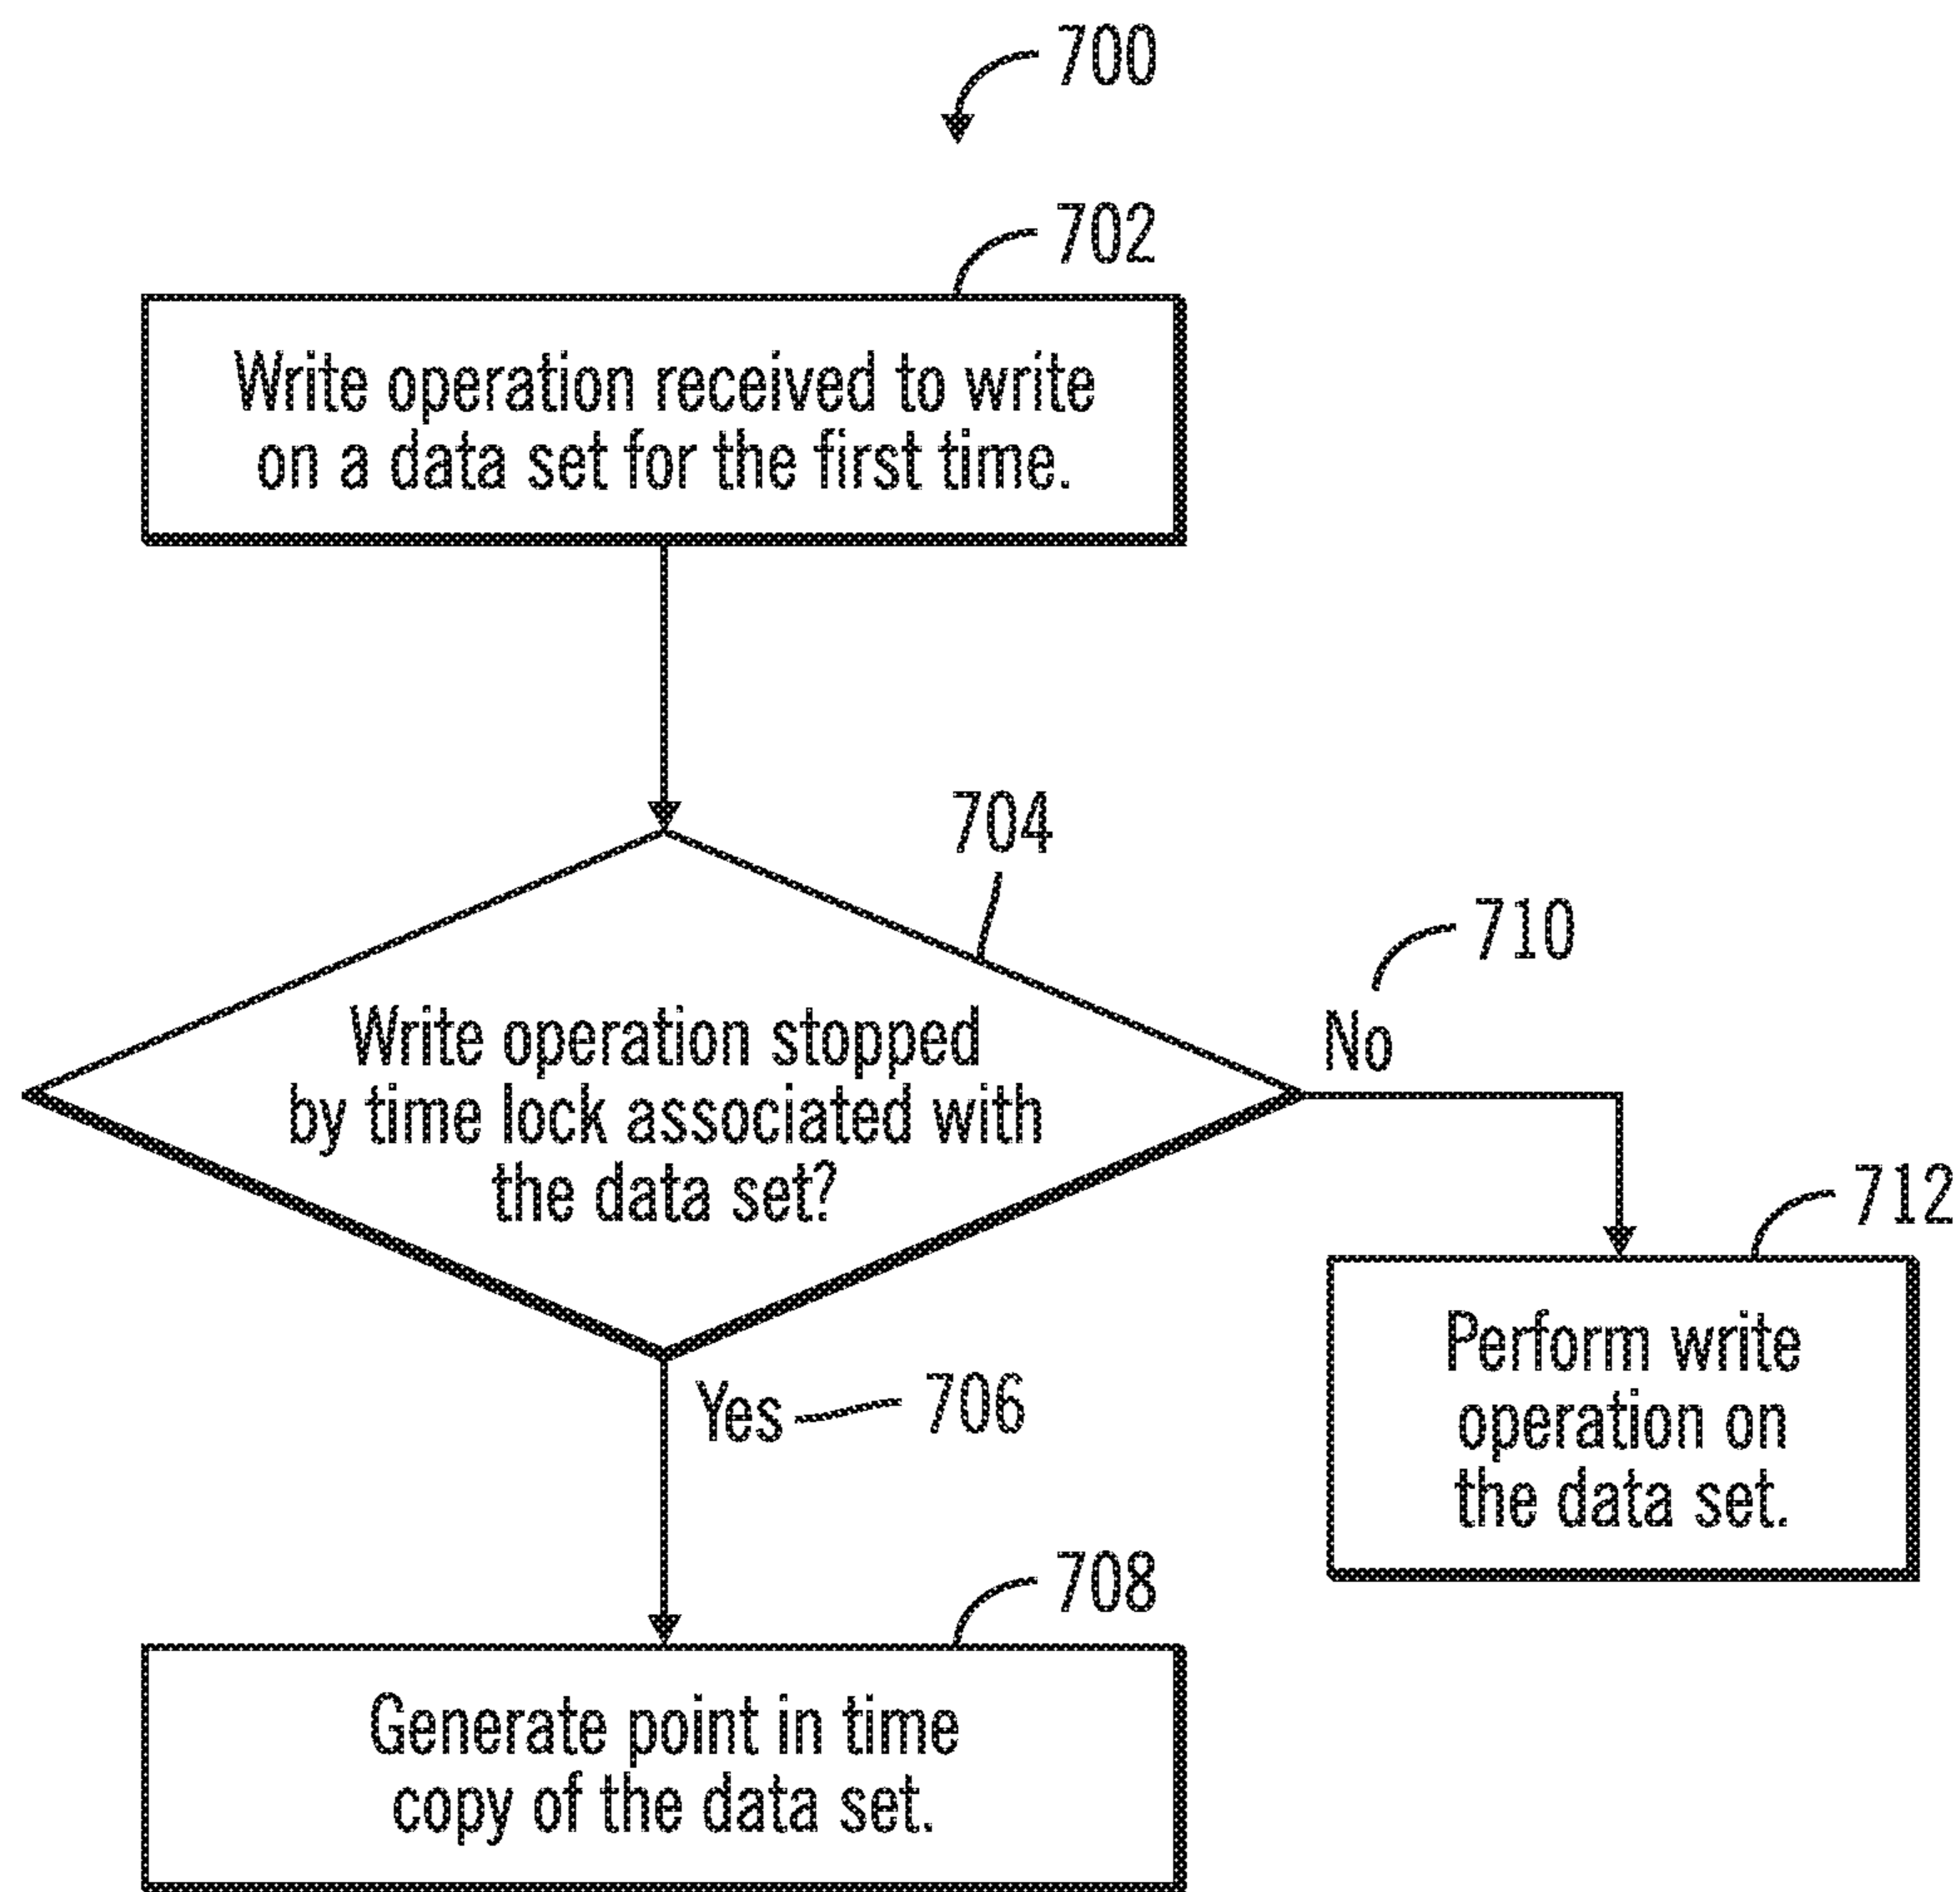 700
702
Write operation received to write
on a data set for the first time.
704
Write operation stopped
by time lock associated with
the data set?
710
No
712
Perform write
operation on
the data set.
Yes
706
708
Generate point in time
copy of the data set.